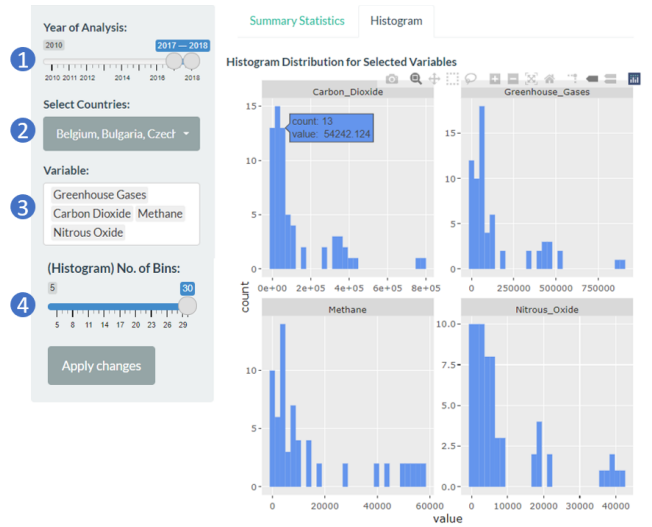 Summary Statistics Histogram
Year of Analysis:
2010 2017 — 2018
1
2010 2011 2012 2014 2016 2018
Select Countries:
2
Belgium, Bulgaria, Czecl
Variable:
3
Greenhouse Gases
Carbon Dioxide Methane
Nitrous Oxide
(Histogram) No. of Bins:
5 30
4
5 8 11 14 17 20 23 26 29
Apply changes
Histogram Distribution for Selected Variables
Carbon_Dioxide
15
10
5
0
count: 13
value: 54242.124
0e+00 2e+05 4e+05 6e+05 8e+05
Greenhouse_Gases
15
10
5
0
0 250000 500000 750000
count
Methane
10
5
0
0 20000 40000 60000
Nitrous_Oxide
10.0
7.5
5.0
2.5
0.0
0 10000 20000 30000 40000
value